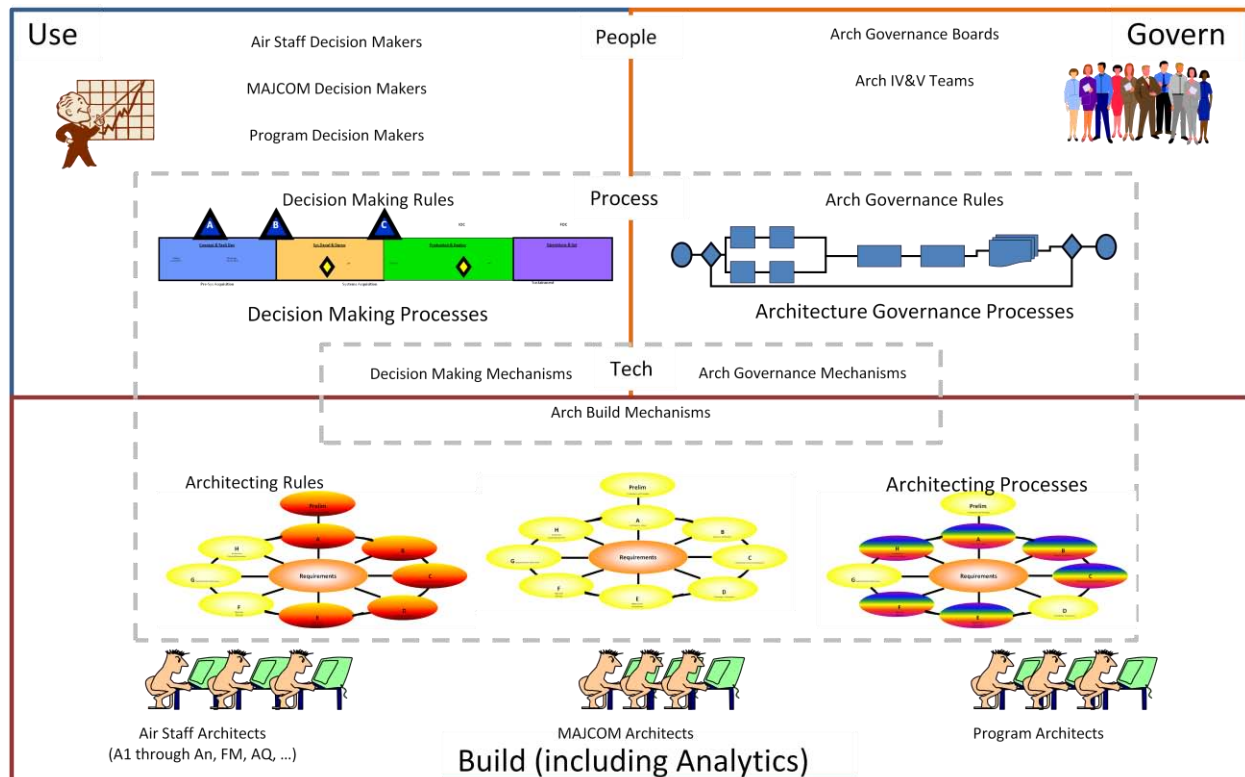 Use
Air Staff Decision Makers
MAJCOM Decision Makers
Program Decision Makers
People
Arch Governance Boards
Arch IV&V Teams
Govern
Decision Making Rules
Process
Arch Governance Rules
A
B
C
Decision Making Processes
Architecture Governance Processes
Tech
Decision Making Mechanisms
Arch Governance Mechanisms
Arch Build Mechanisms
Architecting Rules
Prelim
A
B
C
D
E
F
G
H
Requirements
Prelim
A
B
C
D
E
F
G
H
Requirements
Architecting Processes
Prelim
A
B
C
D
E
F
G
H
Requirements
Air Staff Architects
(A1 through An, FM, AQ, …)
MAJCOM Architects
Program Architects
Build (including Analytics)